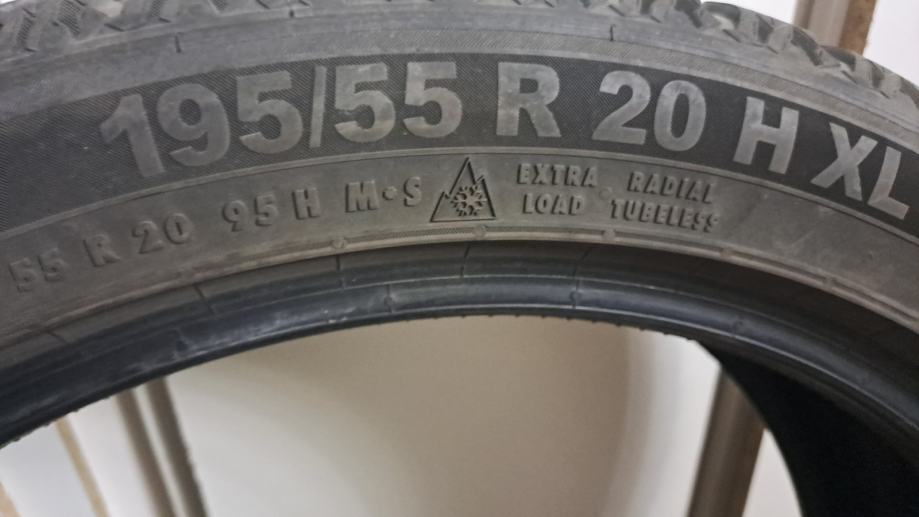 195/55 R 20 H XL
55 R 20 95 H M•S EXTRA LOAD RADIAL TUBELESS